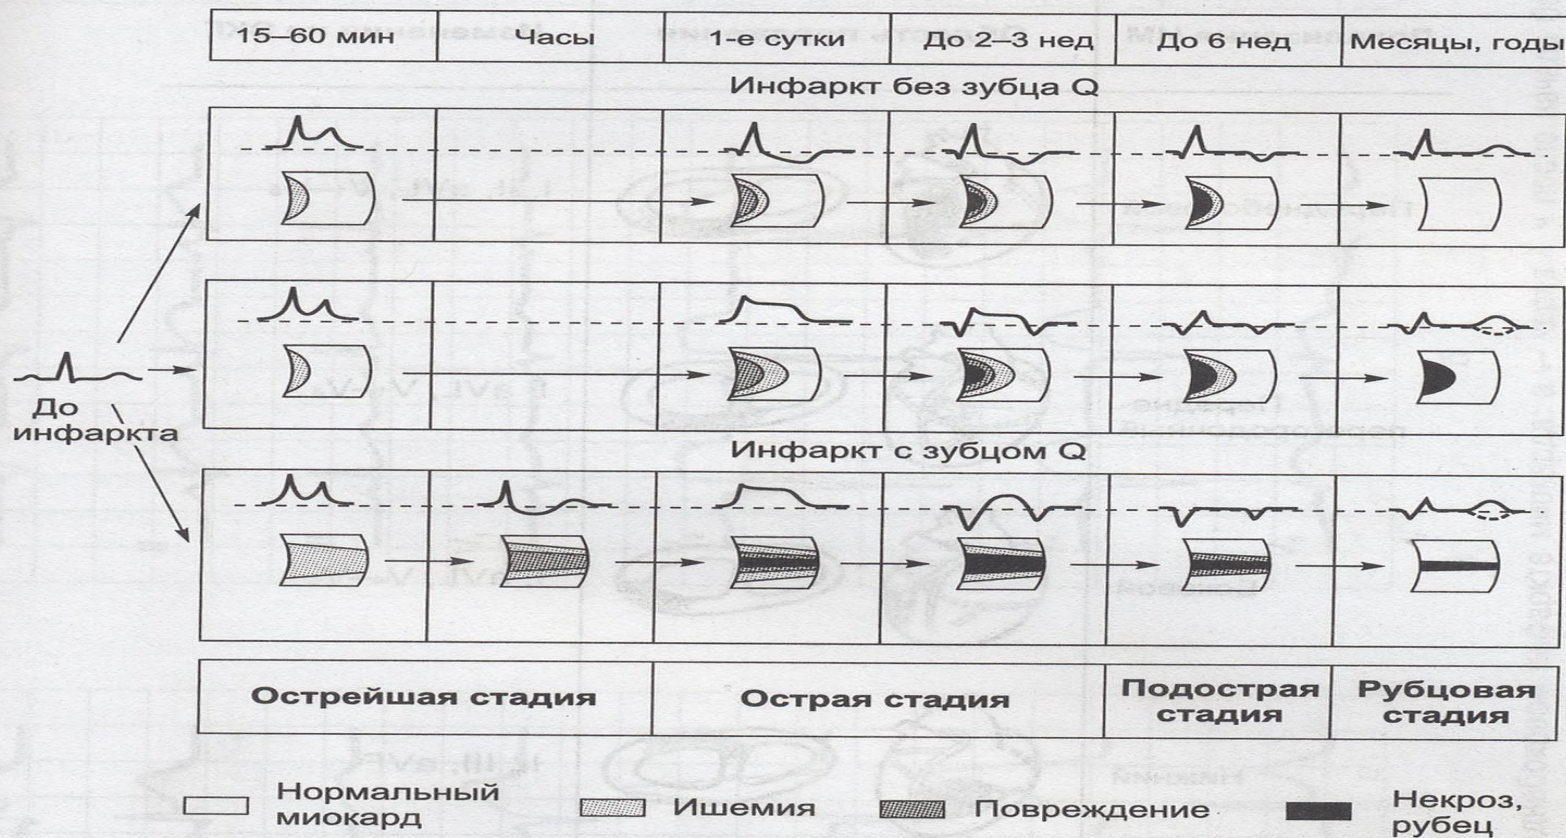 15–60 мин
Часы
1-е сутки
До 2–3 нед
До 6 нед
Месяцы, годы
Инфаркт без зубца Q
До
инфаркта
Инфаркт с зубцом Q
Острейшая стадия
Острая стадия
Подострая
стадия
Рубцовая
стадия
Нормальный
миокард
Ишемия
Повреждение
Некроз,
рубец